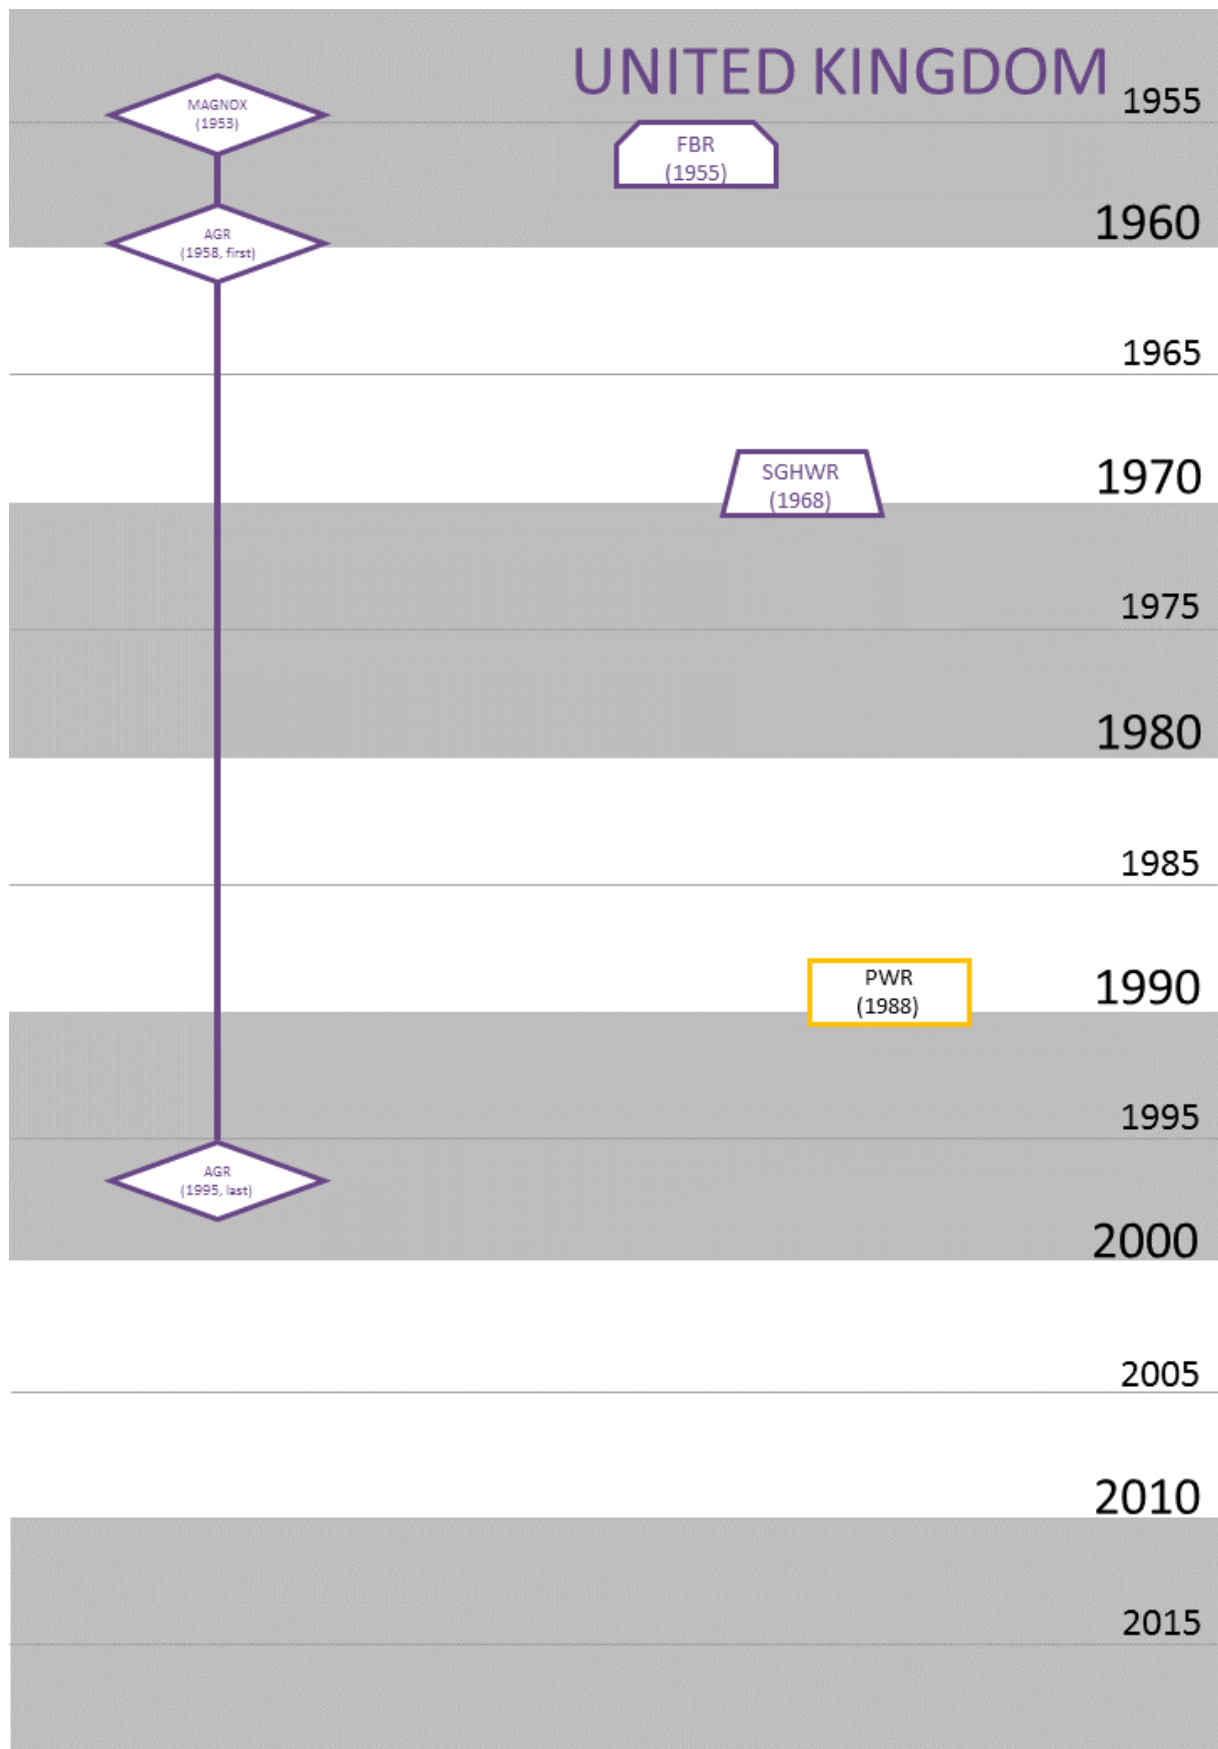 UNITED KINGDOM
1955
MAGNOX
(1953)
FBR
(1955)
1960
AGR
(1958, first)
1965
1970
SGHWR
(1968)
1975
1980
1985
1990
PWR
(1988)
1995
AGR
(1995, last)
2000
2005
2010
2015